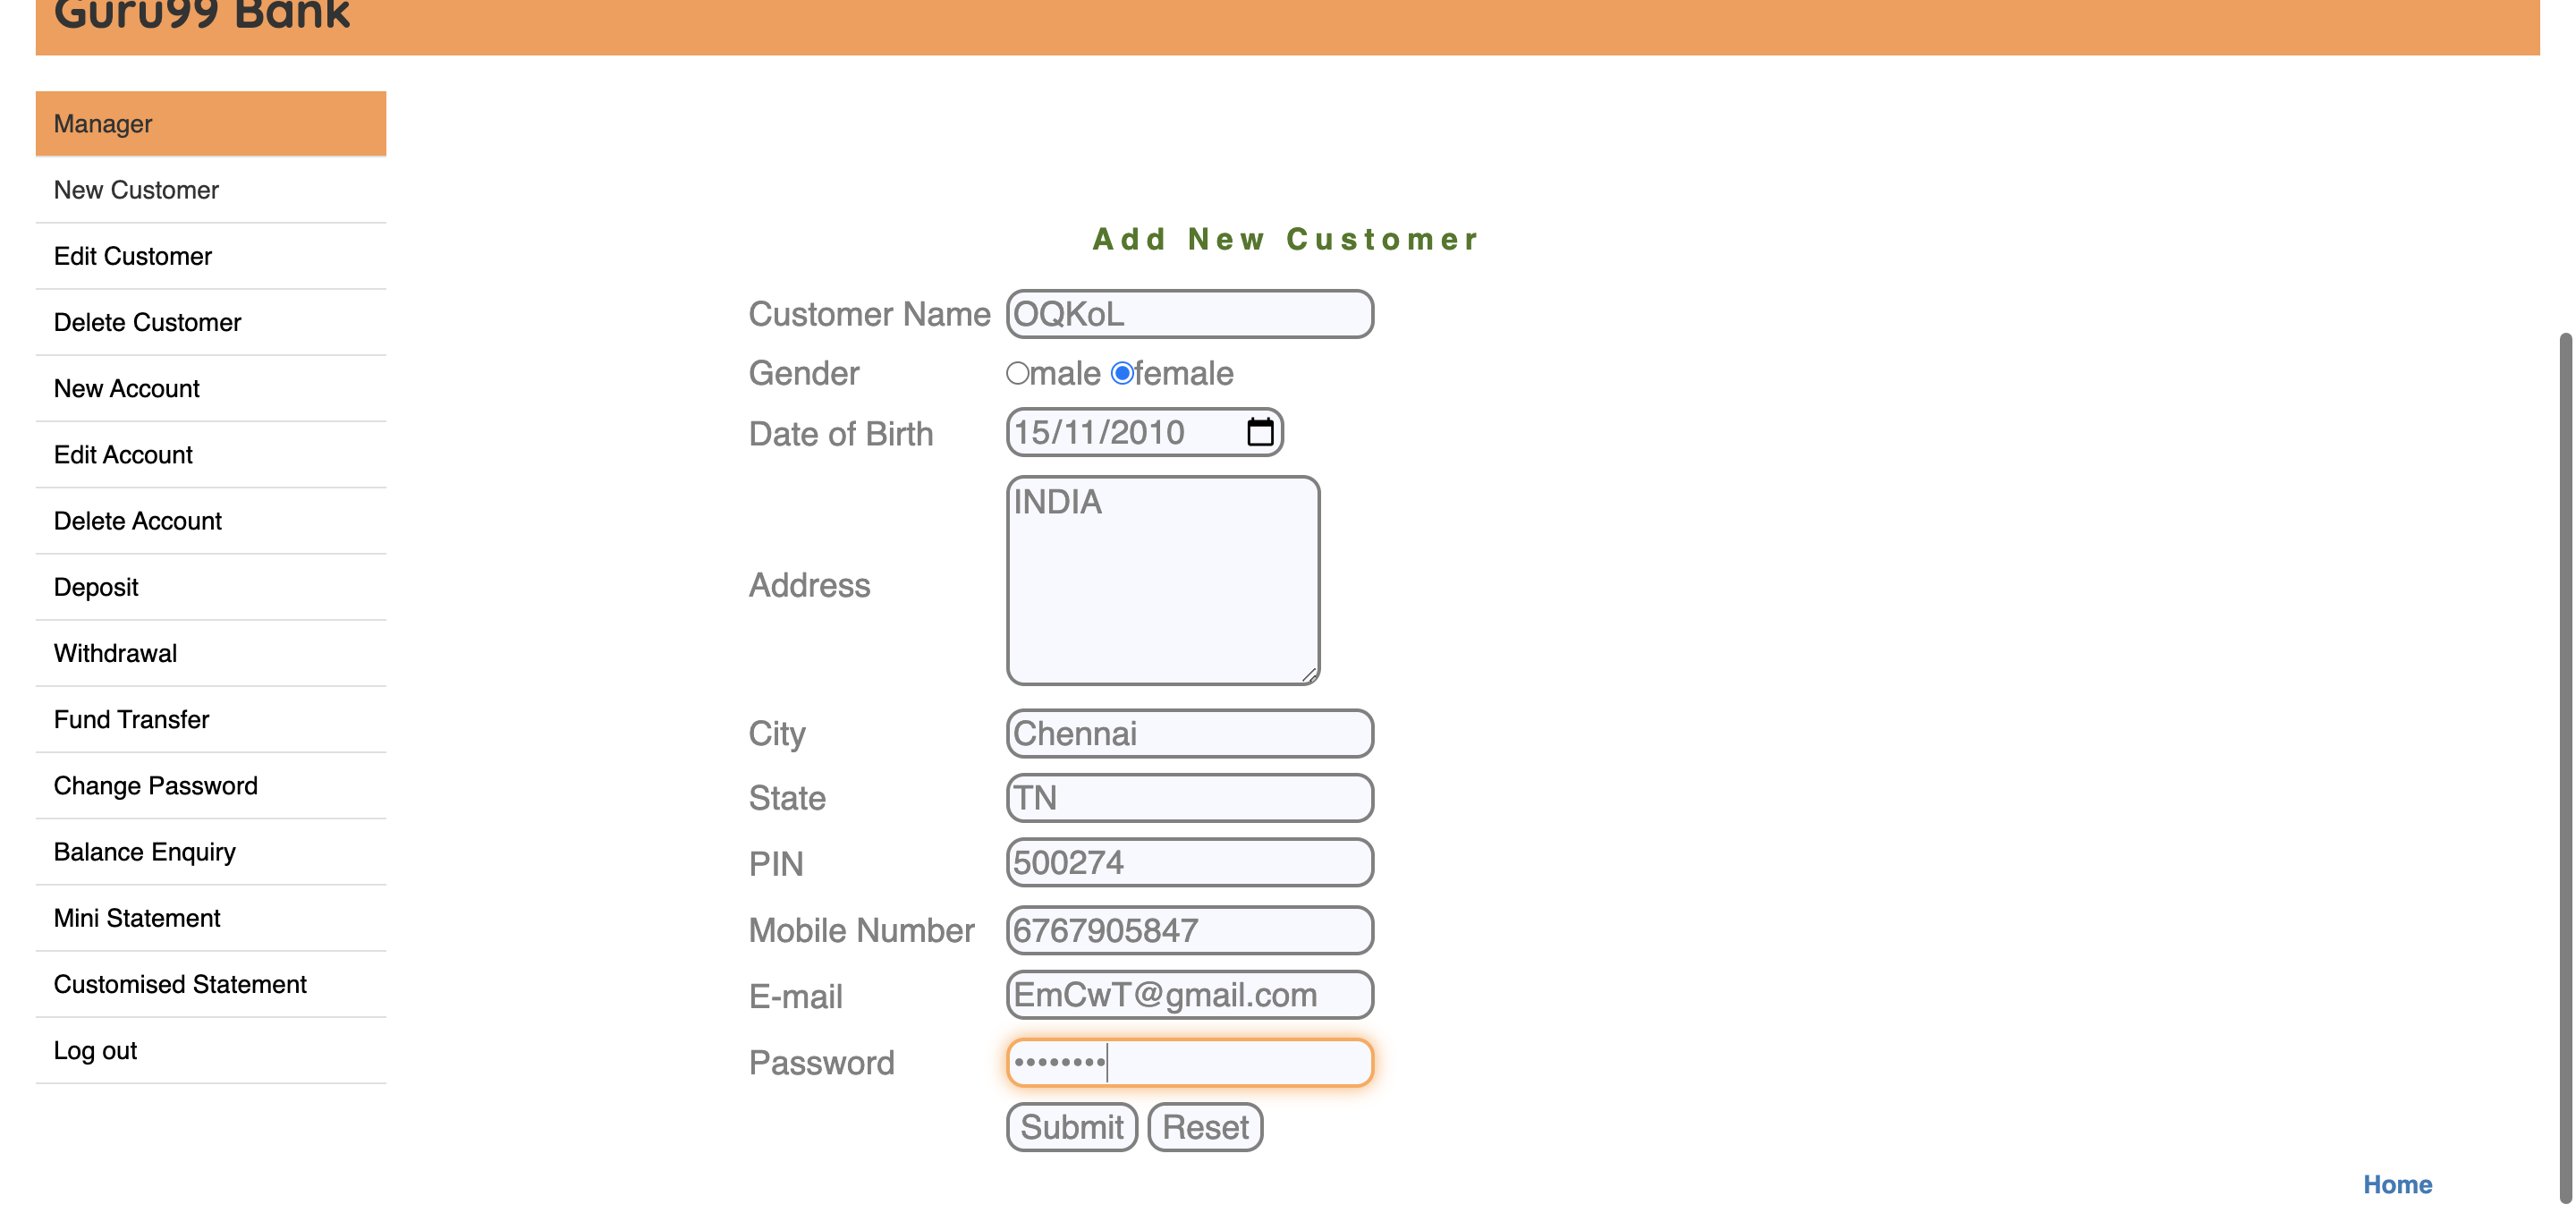 Guru99 Bank
Manager
New Customer
Edit Customer
Delete Customer
New Account
Edit Account
Delete Account
Deposit
Withdrawal
Fund Transfer
Change Password
Balance Enquiry
Mini Statement
Customised Statement
Log out
Add New Customer
Customer Name OQKoL
Gender male female
Date of Birth 15/11/2010
Address INDIA
City Chennai
State TN
PIN 500274
Mobile Number 6767905847
E-mail EmCwT@gmail.com
Password ••••••••
Submit Reset
Home